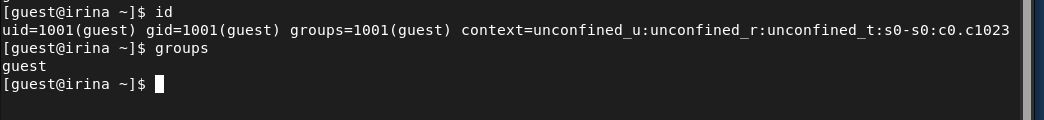 [guest@irina ~]$ id
uid=1001(guest) gid=1001(guest) groups=1001(guest) context=unconfined_u:unconfined_r:unconfined_t:s0-s0:c0.c1023
[guest@irina ~]$ groups
guest
[guest@irina ~]$